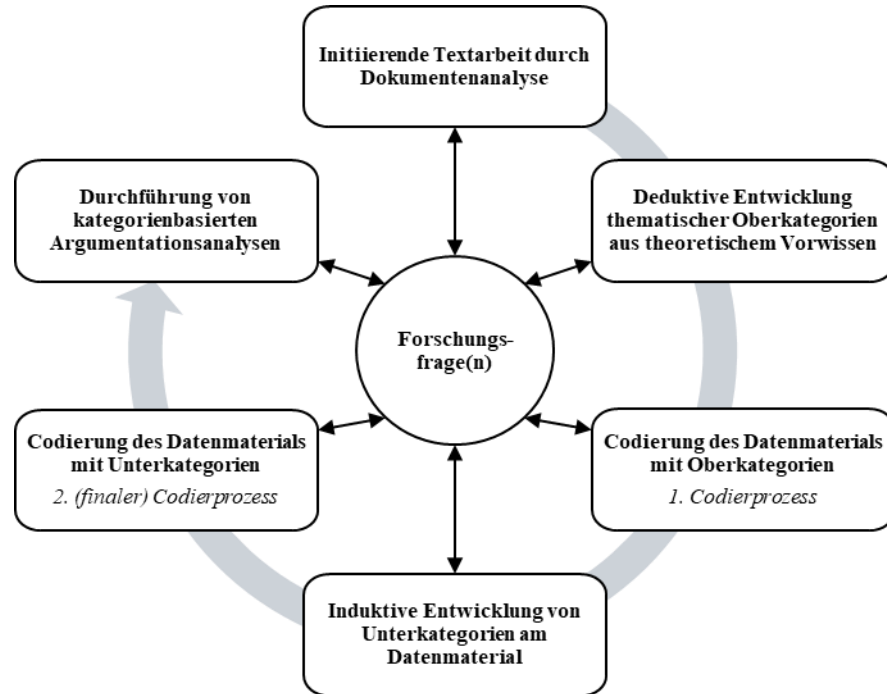 Initiierende Textarbeit durch
Dokumentenanalyse
Deduktive Entwicklung
thematischer Oberkategorien
aus theoretischem Vorwissen
Codierung des Datenmaterials
mit Oberkategorien
1. Codierprozess
Induktive Entwicklung von
Unterkategorien am
Datenmaterial
Codierung des Datenmaterials
mit Unterkategorien
2. (finaler) Codierprozess
Durchführung von
kategorienbasierten
Argumentationsanalysen
Forschungs-
frage(n)